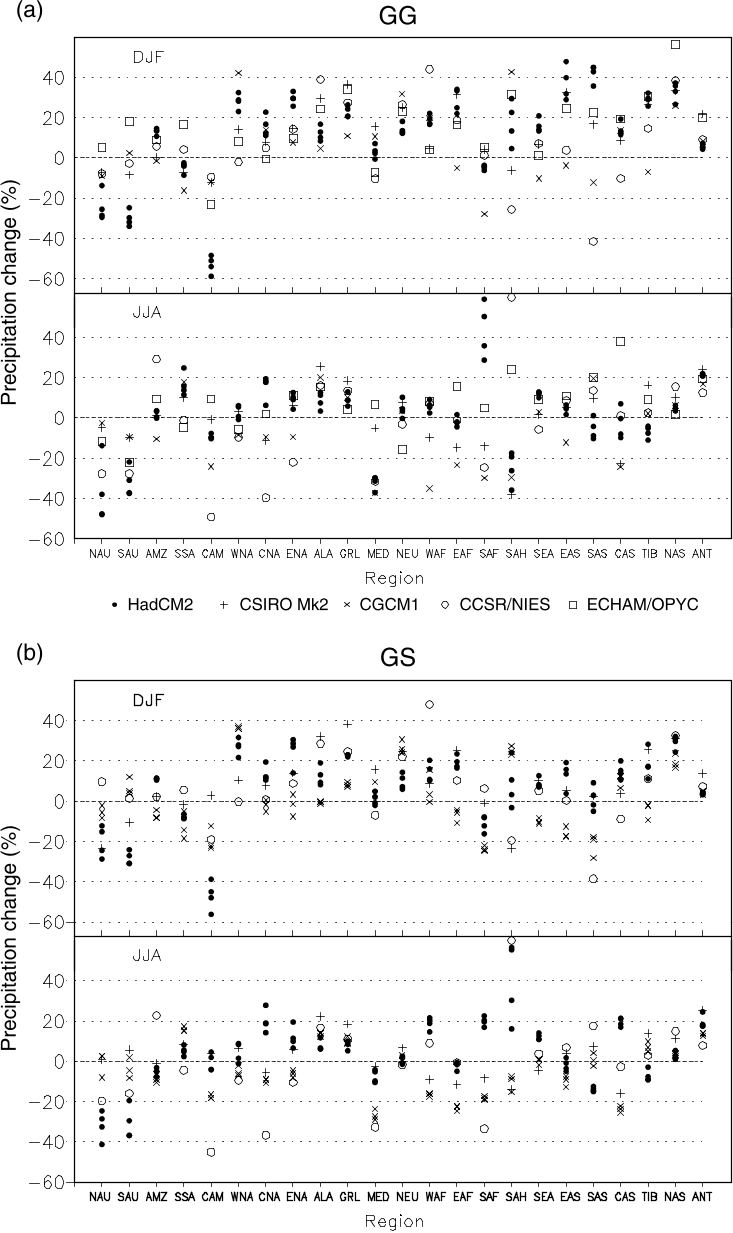 (a)
GG
DJF
40
20
0
−20
−40
−60
JJA
40
20
0
−20
−40
−60
Precipitation change (%)
NAU SAU AMZ SSA CAM WNA CNA ENA ALA GRL MED NEU WAF EAF SAF SAH SEA EAS SAS CAS TIB NAS ANT
Region
HadCM2 CSIRO Mk2 CGCM1 CCSR/NIES ECHAM/OPYC
(b)
GS
DJF
40
20
0
−20
−40
−60
JJA
40
20
0
−20
−40
−60
Precipitation change (%)
NAU SAU AMZ SSA CAM WNA CNA ENA ALA GRL MED NEU WAF EAF SAF SAH SEA EAS SAS CAS TIB NAS ANT
Region